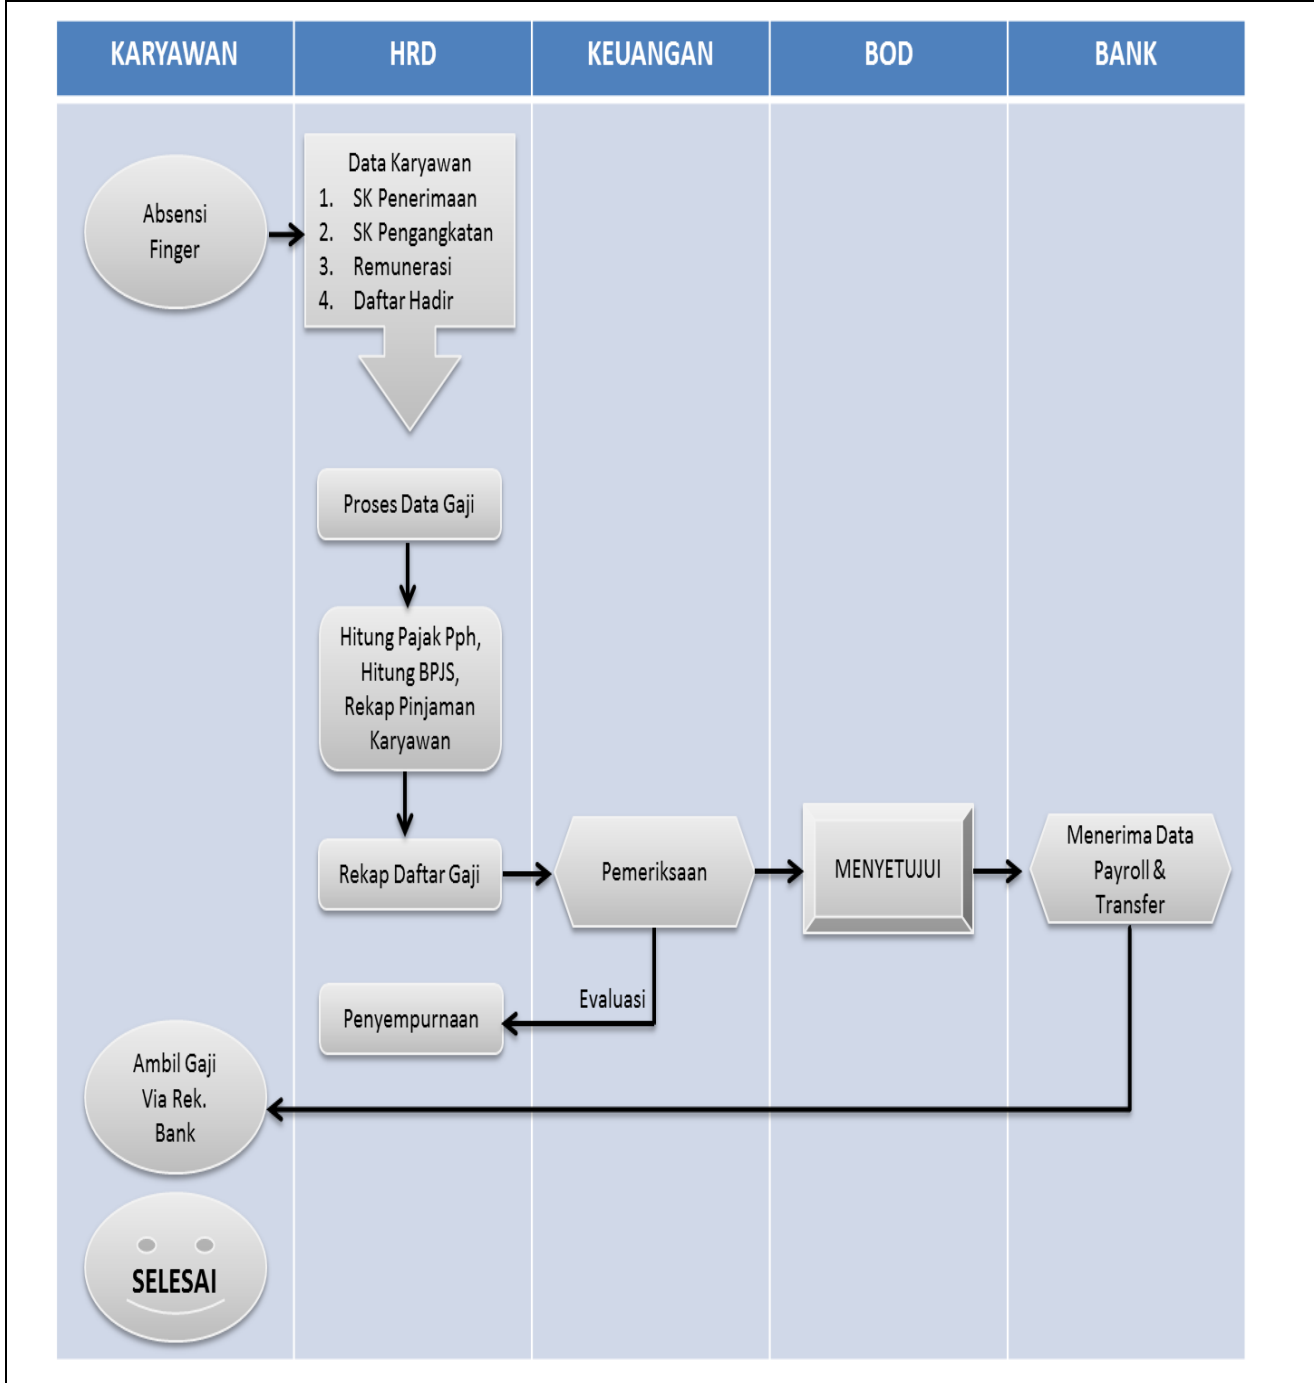 KARYAWAN
HRD
KEUANGAN
BOD
BANK
Absensi
Finger
Data Karyawan
1. SK Penerimaan
2. SK Pengangkatan
3. Remunerasi
4. Daftar Hadir
Proses Data Gaji
Hitung Pajak Pph,
Hitung BPJS,
Rekap Pinjaman
Karyawan
Rekap Daftar Gaji
Pemeriksaan
MENYETUJUI
Menerima Data
Payroll &
Transfer
Evaluasi
Penyempurnaan
Ambil Gaji
Via Rek.
Bank
SELESAI